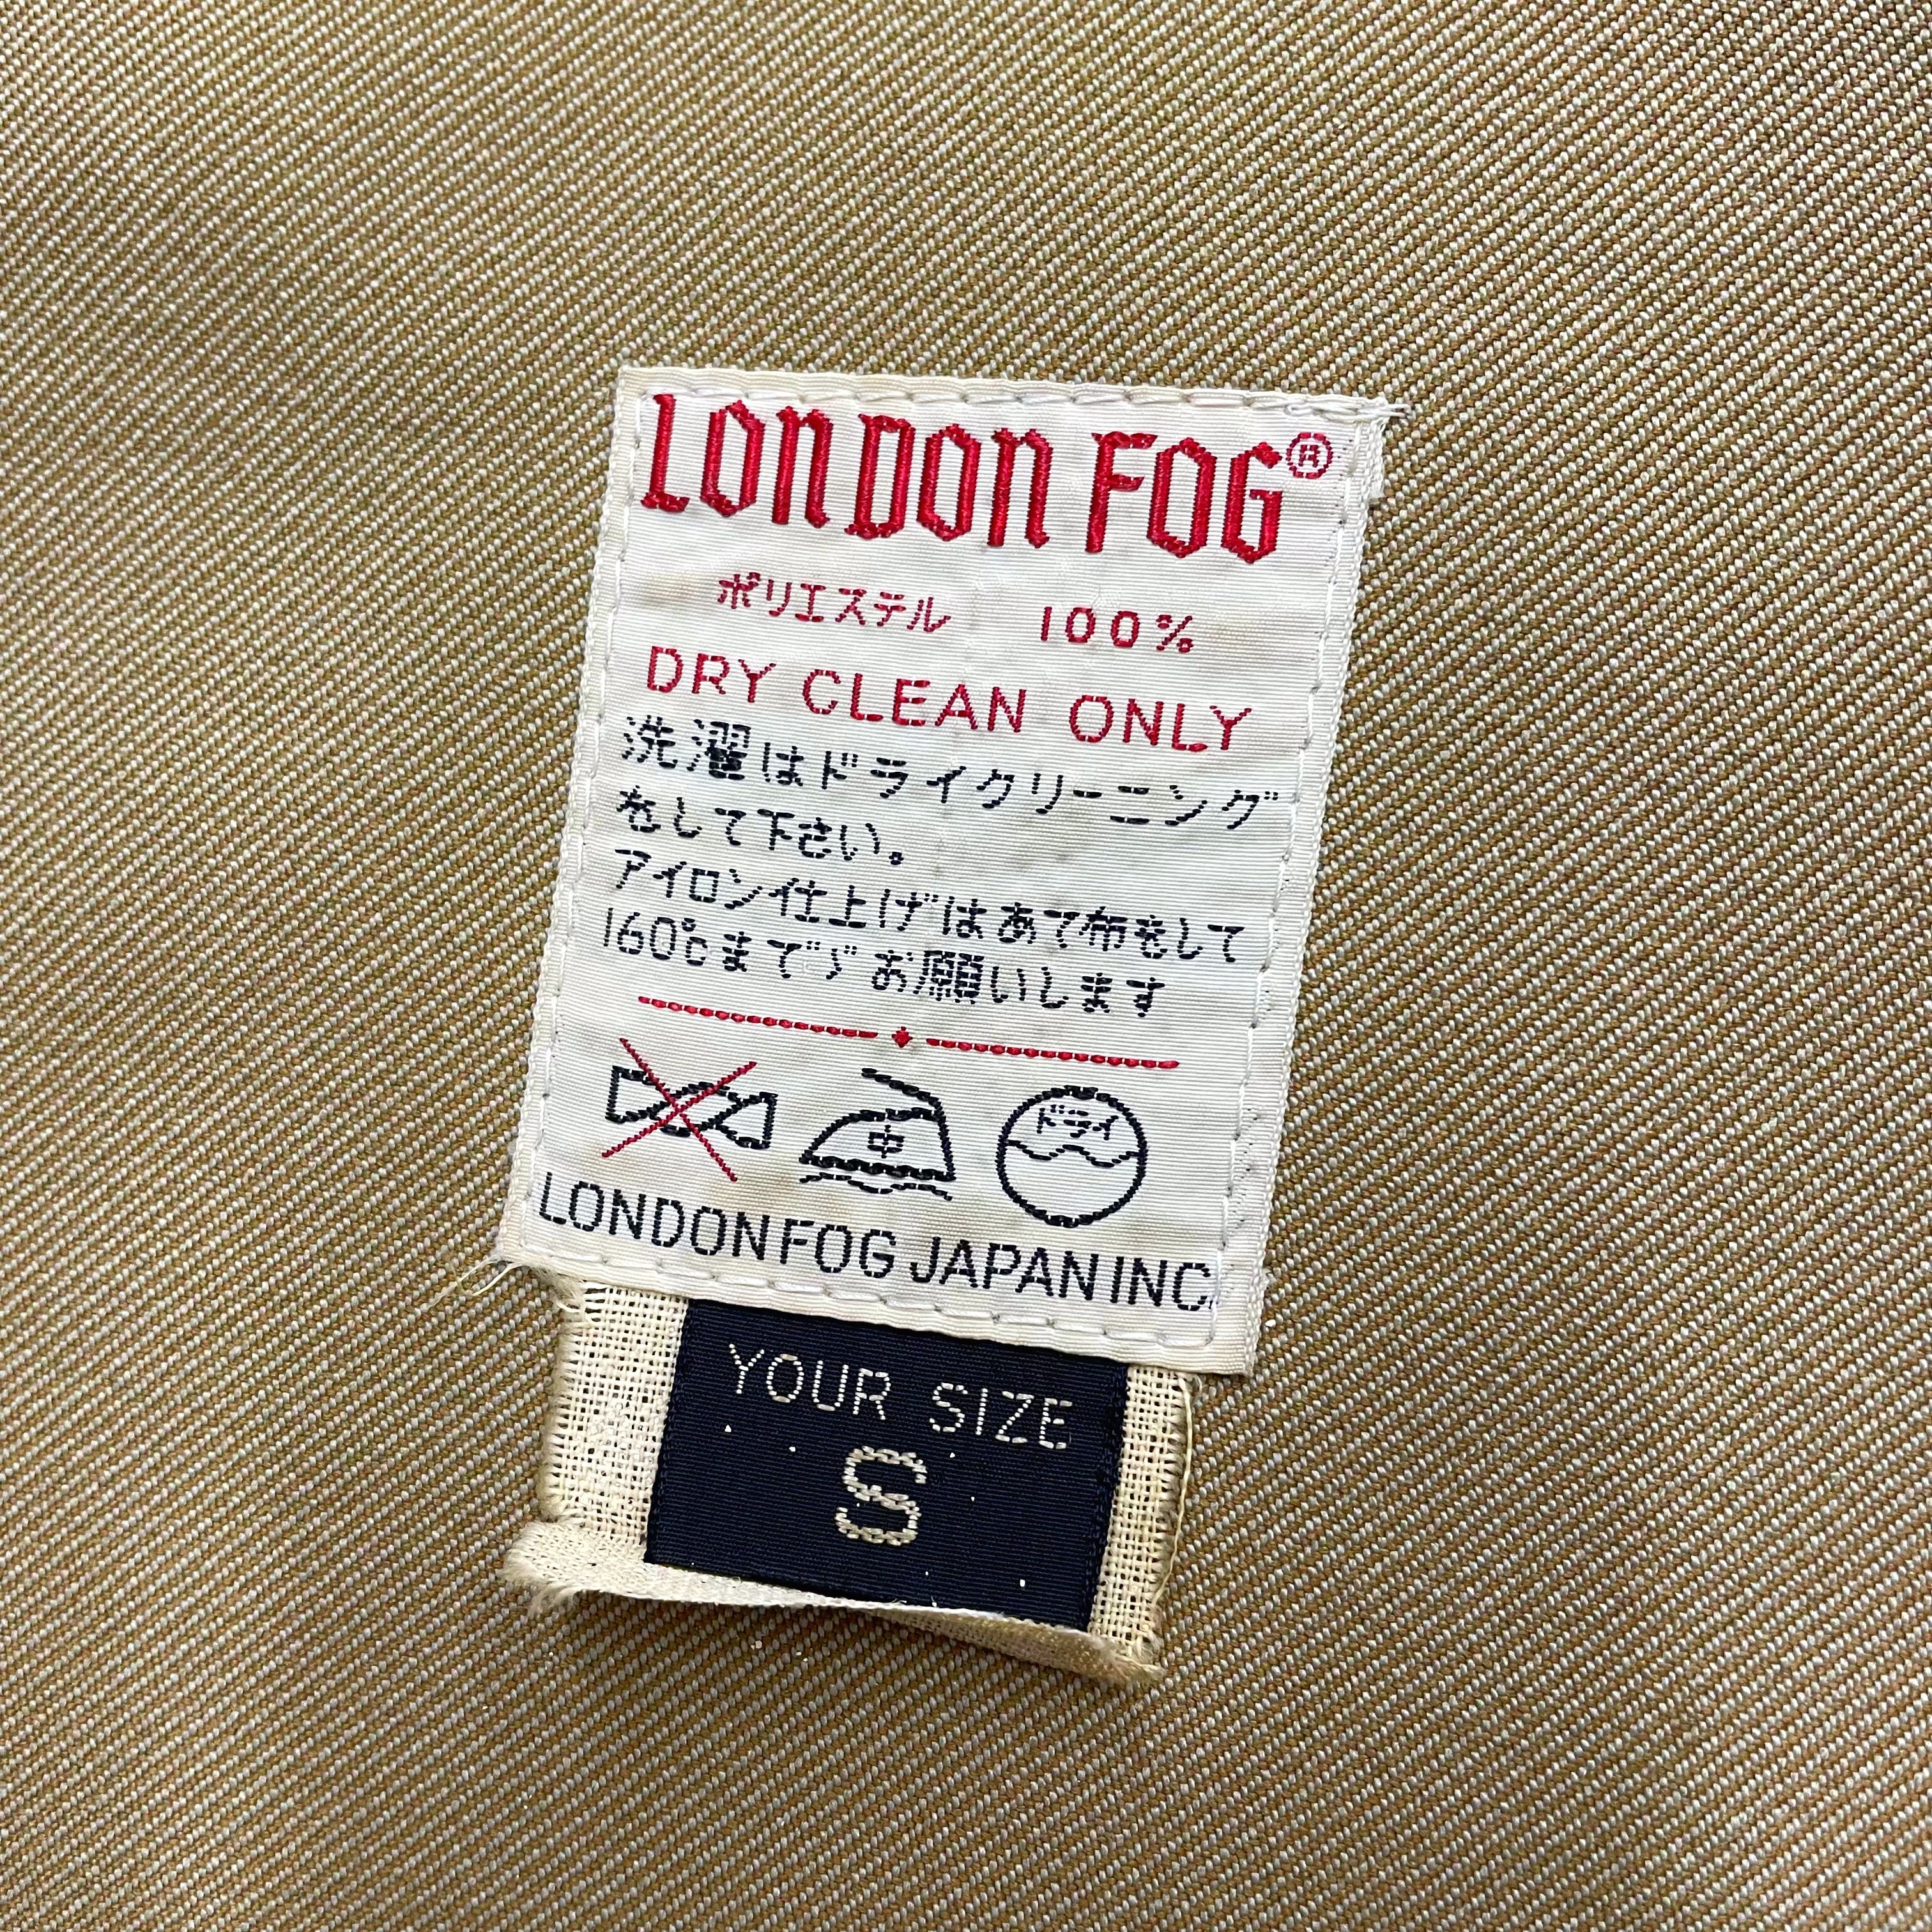 LONDON FOG®
ポリエステル 100%
DRY CLEAN ONLY
洗濯はドライクリーニング
をして下さい。
アイロン仕上げはあて布をして
160℃まででお願いします
中
ドライ
LONDONFOG JAPAN INC.
YOUR SIZE
S